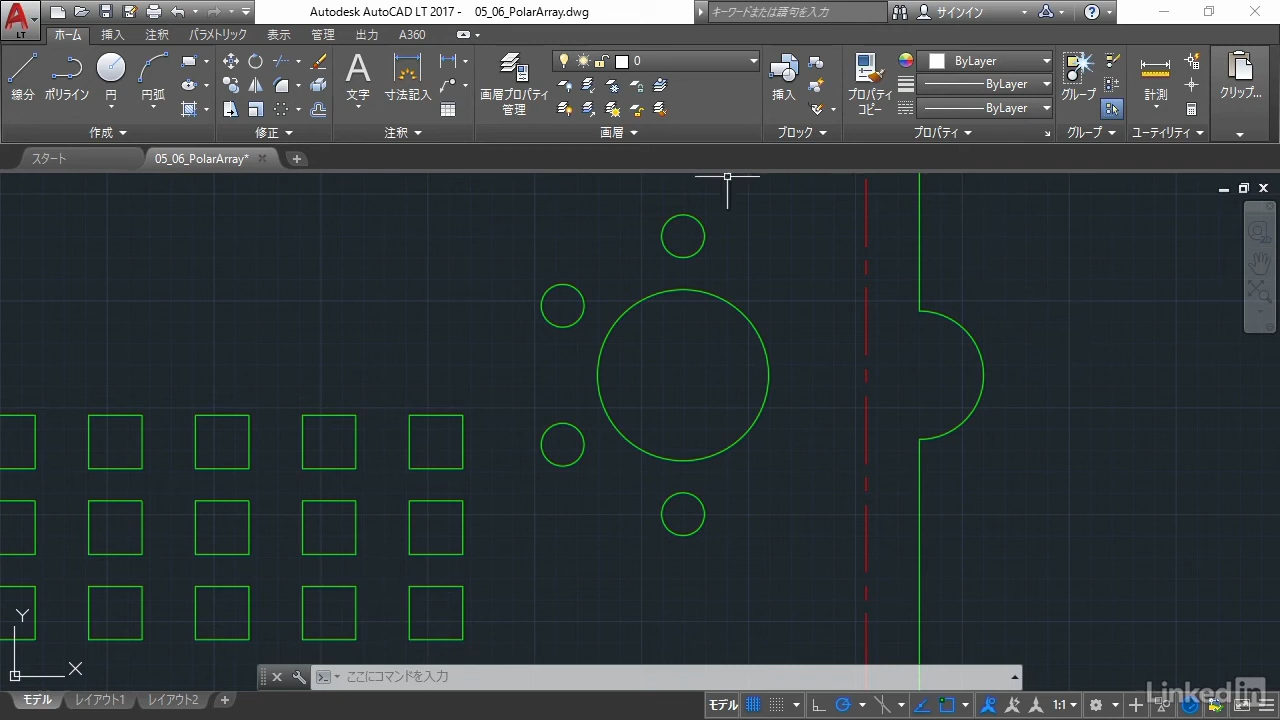 Autodesk AutoCAD LT 2017 - 05_06_PolarArray.dwg
キーワードまたは語句を入力
サインイン
LT
ホーム 挿入 注釈 パラメトリック 表示 管理 出力 A360
0
ByLayer
ByLayer
ByLayer
線分 ポリライン 円 円弧
文字 寸法記入
画層プロパティ
管理
挿入
プロパティ
コピー
グループ
計測
クリップ...
作成 修正 注釈 画層 ブロック プロパティ グループ ユーティリティ
スタート 05_06_PolarArray*
Y
X
ここにコマンドを入力
モデル レイアウト1 レイアウト2
モデル 1:1
LinkedIn